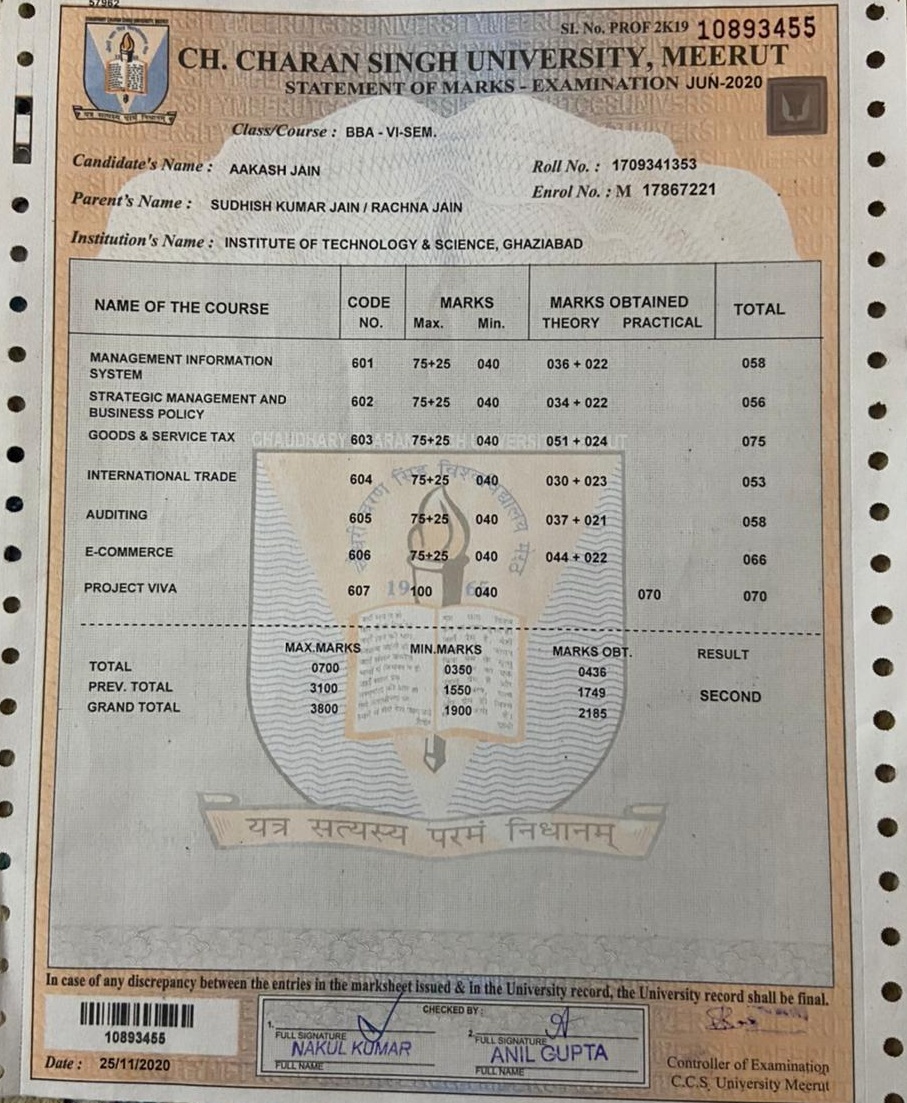 57962
SI. No. PROF 2K19 10893455
CH. CHARAN SINGH UNIVERSITY, MEERUT
STATEMENT OF MARKS - EXAMINATION JUN-2020
यत्र सत्यस्य परमं निधानम्
Class/Course : BBA - VI-SEM.
Candidate's Name : AAKASH JAIN Roll No. : 1709341353
Enrol No. : M 17867221
Parent's Name : SUDHISH KUMAR JAIN / RACHNA JAIN
Institution's Name : INSTITUTE OF TECHNOLOGY & SCIENCE, GHAZIABAD
NAME OF THE COURSE CODE NO. MARKS Max. Min. MARKS OBTAINED THEORY PRACTICAL TOTAL
MANAGEMENT INFORMATION SYSTEM 601 75+25 040 036 + 022 058
STRATEGIC MANAGEMENT AND BUSINESS POLICY 602 75+25 040 034 + 022 056
GOODS & SERVICE TAX 603 75+25 040 051 + 024 075
INTERNATIONAL TRADE 604 75+25 040 030 + 023 053
AUDITING 605 75+25 040 037 + 021 058
E-COMMERCE 606 75+25 040 044 + 022 066
PROJECT VIVA 607 100 040 070 070
MAX.MARKS MIN.MARKS MARKS OBT. RESULT
TOTAL 0700 0350 0436
PREV. TOTAL 3100 1550 1749 SECOND
GRAND TOTAL 3800 1900 2185
यत्र सत्यस्य परमं निधानम्
In case of any discrepancy between the entries in the marksheet issued & in the University record, the University record shall be final.
10893455
Date : 25/11/2020
CHECKED BY :
1. 2.
FULL SIGNATURE FULL SIGNATURE
NAKUL KUMAR ANIL GUPTA
FULL NAME FULL NAME
Controller of Examination
C.C.S. University Meerut